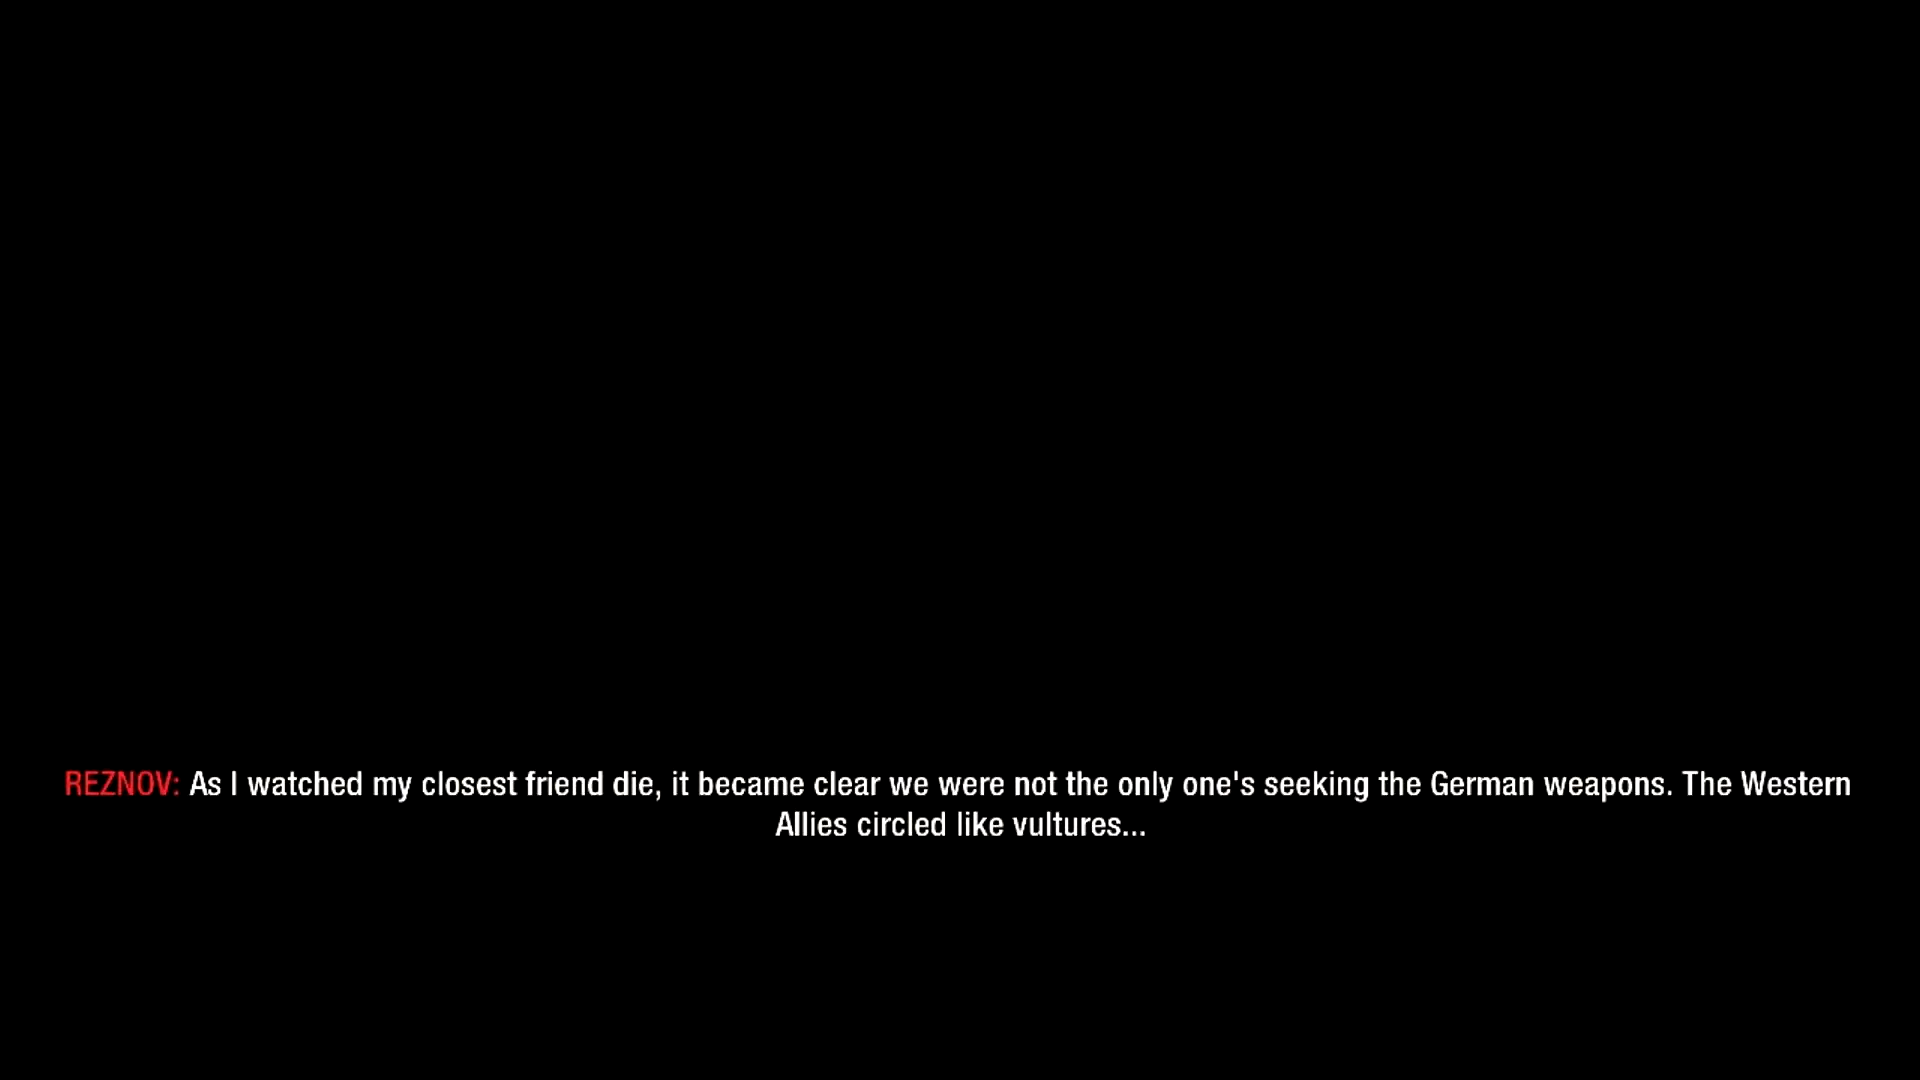 REZNOV: As I watched my closest friend die, it became clear we were not the only one's seeking the German weapons. The Western
Allies circled like vultures...